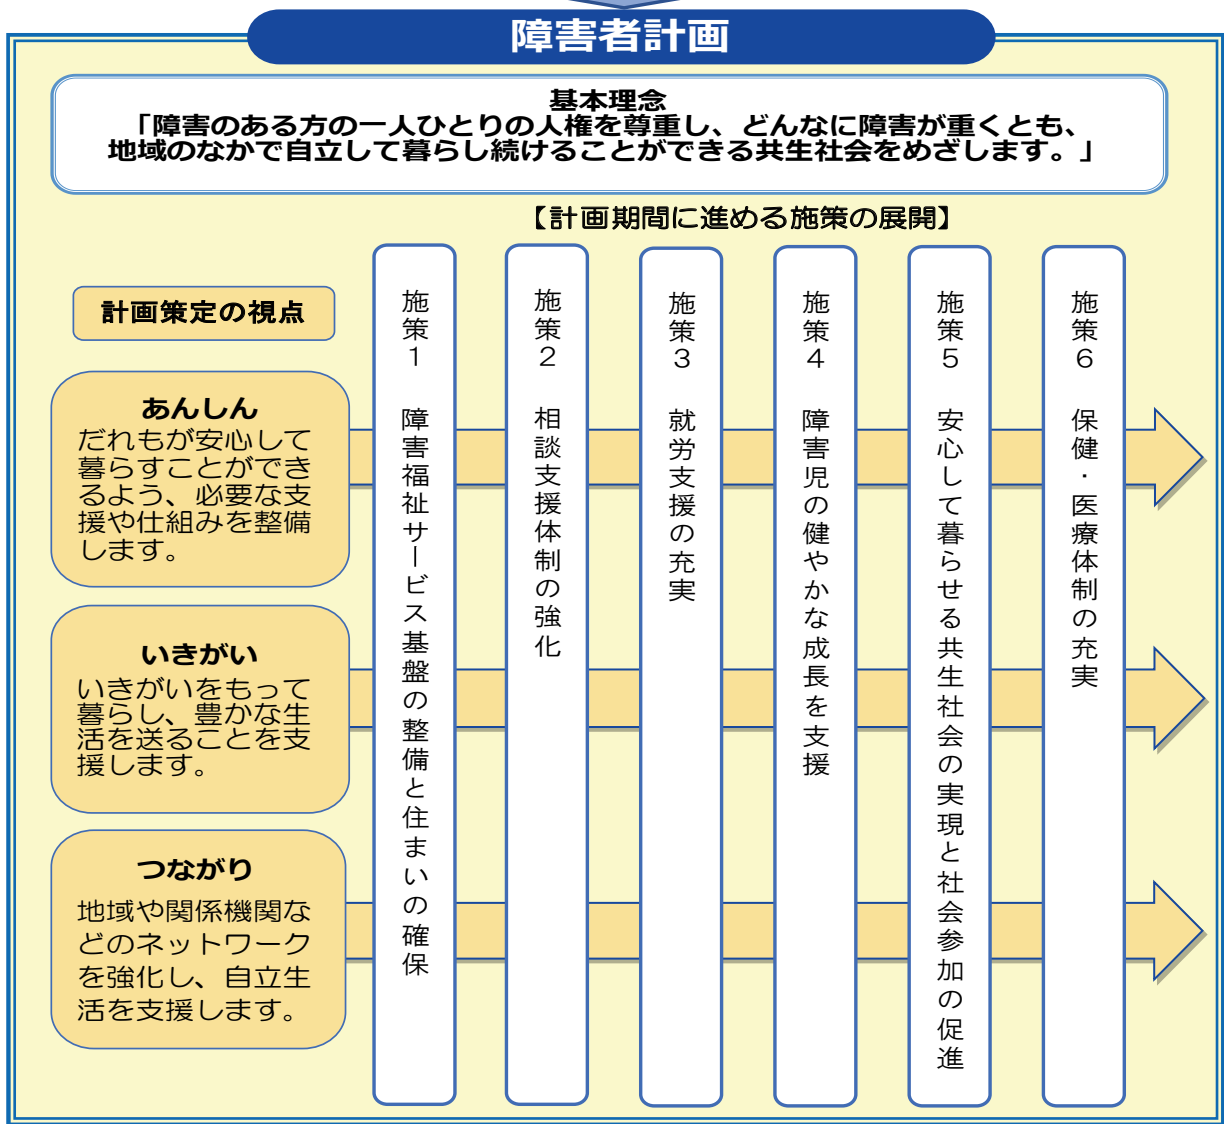 障害者計画
基本理念
「障害のある方の一人ひとりの人権を尊重し、どんなに障害が重くとも、
地域のなかで自立して暮らし続けることができる共生社会をめざします。」
【計画期間に進める施策の展開】
計画策定の視点
あんしん
だれもが安心して
暮らすことができ
るよう、必要な支
援や仕組みを整備
します。
いきがい
いきがいをもって
暮らし、豊かな生
活を送ることを支
援します。
つながり
地域や関係機関な
どのネットワーク
を強化し、自立生
活を支援します。
施策1 障害福祉サービス基盤の整備と住まいの確保
施策2 相談支援体制の強化
施策3 就労支援の充実
施策4 障害児の健やかな成長を支援
施策5 安心して暮らせる共生社会の実現と社会参加の促進
施策6 保健・医療体制の充実